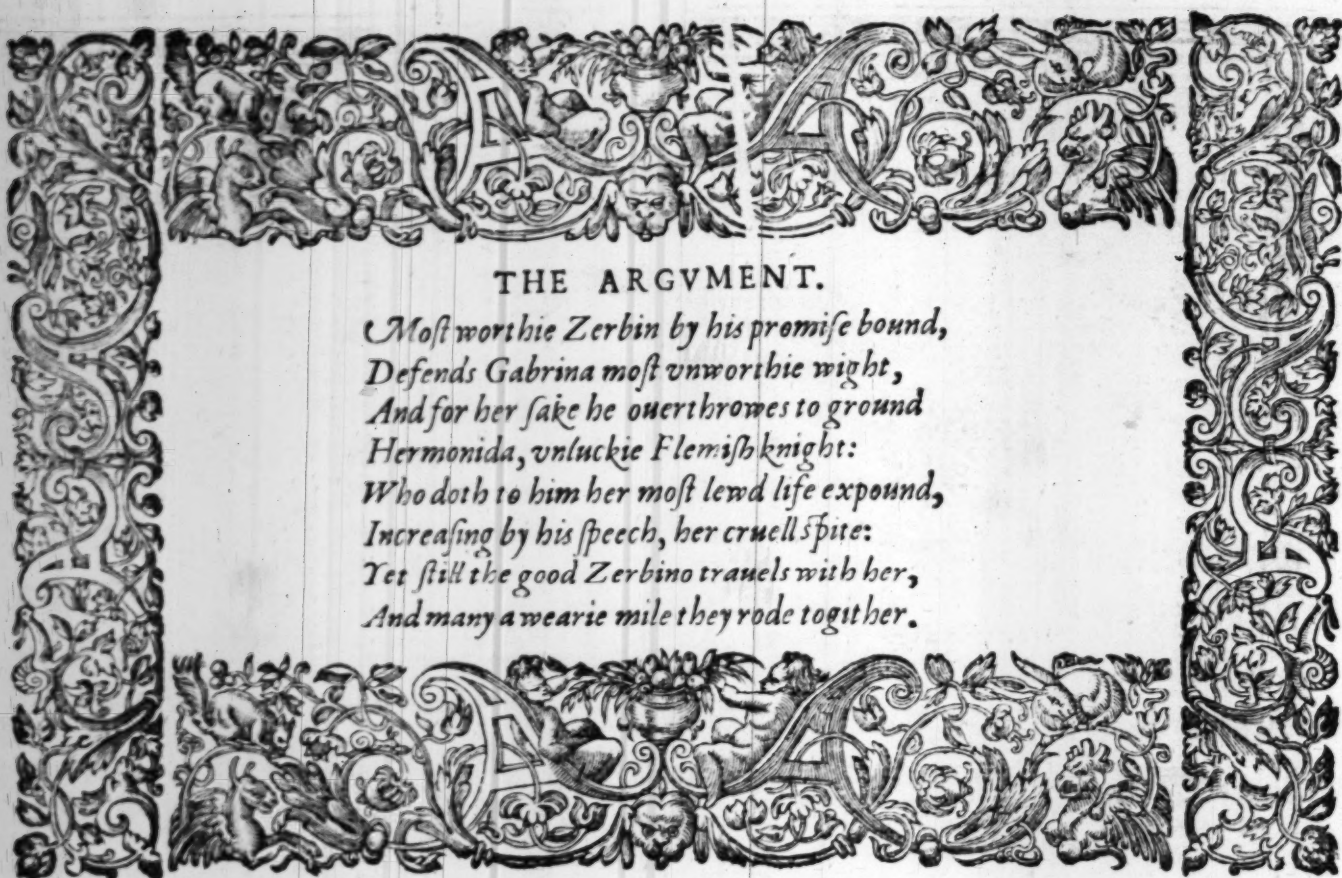 THE ARGVMENT.
Moſt worthie Zerbin by his promiſe bound,
Defends Gabrina moſt vnworthie wight,
And for her ſake he ouerthrowes to ground
Hermonida, vnluckie Flemiſh knight:
Who doth to him her moſt lewd life expound,
Increaſing by his ſpeech, her cruell ſpite:
Yet ſtill the good Zerbino trauels with her,
And many a wearie mile they rode togither.